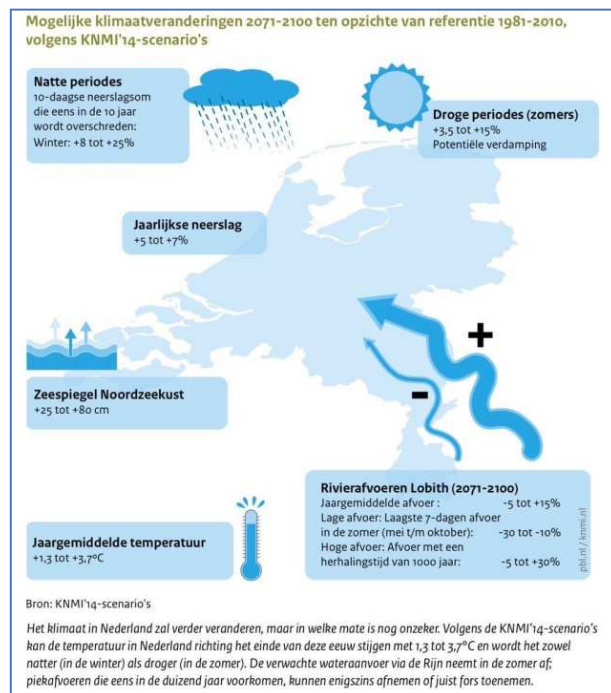 Mogelijke klimaatveranderingen 2071-2100 ten opzichte van referentie 1981-2010,
volgens KNMI'14-scenario's
Natte periodes
10-daagse neerslagsom
die eens in de 10 jaar
wordt overschreden:
Winter: +8 tot +25%
Droge periodes (zomers)
+3,5 tot +15%
Potentiële verdamping
Jaarlijkse neerslag
+5 tot +7%
+
-
Zeespiegel Noordzeekust
+25 tot +80 cm
Jaargemiddelde temperatuur
+1,3 tot +3,7°C
Rivierafvoeren Lobith (2071-2100)
Jaargemiddelde afvoer : -5 tot +15%
Lage afvoer: Laagste 7-dagen afvoer
in de zomer (mei t/m oktober): -30 tot -10%
Hoge afvoer: Afvoer met een
herhalingstijd van 1000 jaar: -5 tot +30%
pbl.nl / knmi.nl
Bron: KNMI'14-scenario's
Het klimaat in Nederland zal verder veranderen, maar in welke mate is nog onzeker. Volgens de KNMI'14-scenario's
kan de temperatuur in Nederland richting het einde van deze eeuw stijgen met 1,3 tot 3,7°C en wordt het zowel
natter (in de winter) als droger (in de zomer). De verwachte wateraanvoer via de Rijn neemt in de zomer af;
piekafvoeren die eens in de duizend jaar voorkomen, kunnen enigszins afnemen of juist fors toenemen.